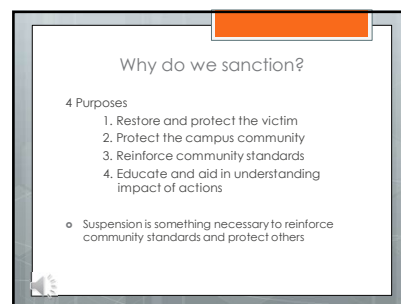 Why do we sanction?
4 Purposes
1. Restore and protect the victim
2. Protect the campus community
3. Reinforce community standards
4. Educate and aid in understanding
impact of actions
Suspension is something necessary to reinforce
community standards and protect others